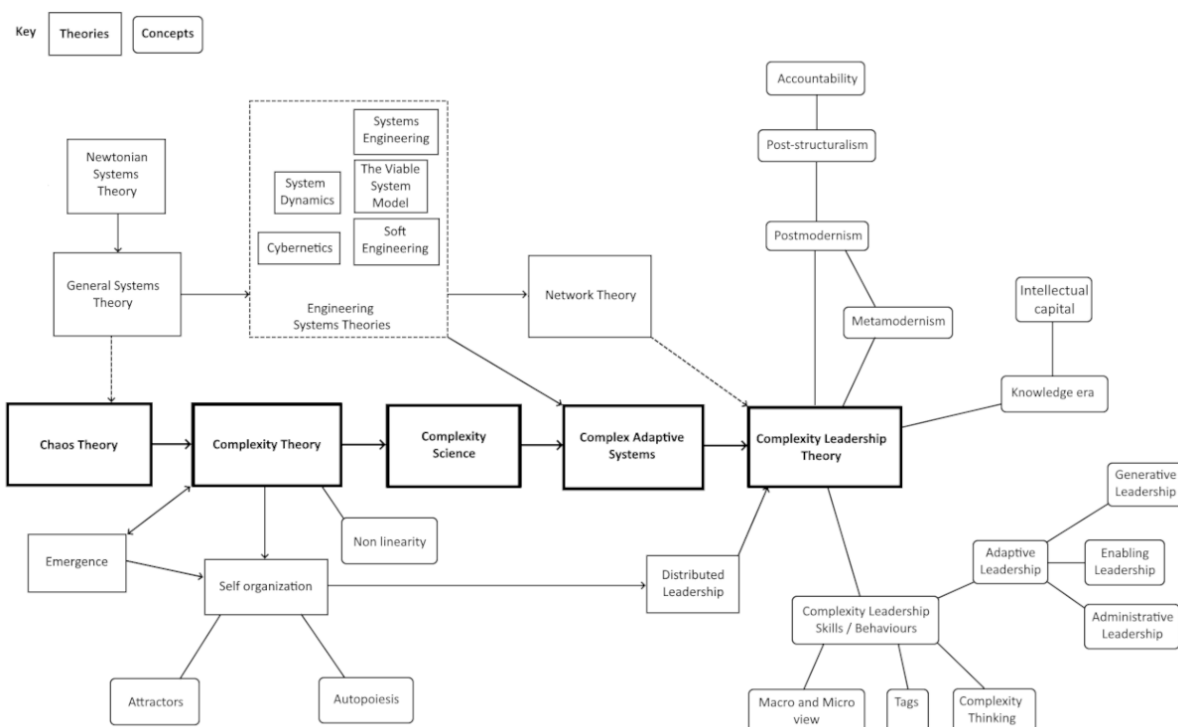 Key
Theories
Concepts
Accountability
Systems
Engineering
Newtonian
Systems
Theory
Post-structuralism
System
Dynamics
The Viable
System
Model
Cybernetics
Soft
Engineering
Postmodernism
General Systems
Theory
Network Theory
Engineering
Systems Theories
Metamodernism
Intellectual
capital
Knowledge era
Chaos Theory
Complexity Theory
Complexity
Science
Complex Adaptive
Systems
Complexity Leadership
Theory
Generative
Leadership
Non linearity
Emergence
Self organization
Distributed
Leadership
Adaptive
Leadership
Enabling
Leadership
Complexity Leadership
Skills / Behaviours
Administrative
Leadership
Attractors
Autopoiesis
Macro and Micro
view
Tags
Complexity
Thinking